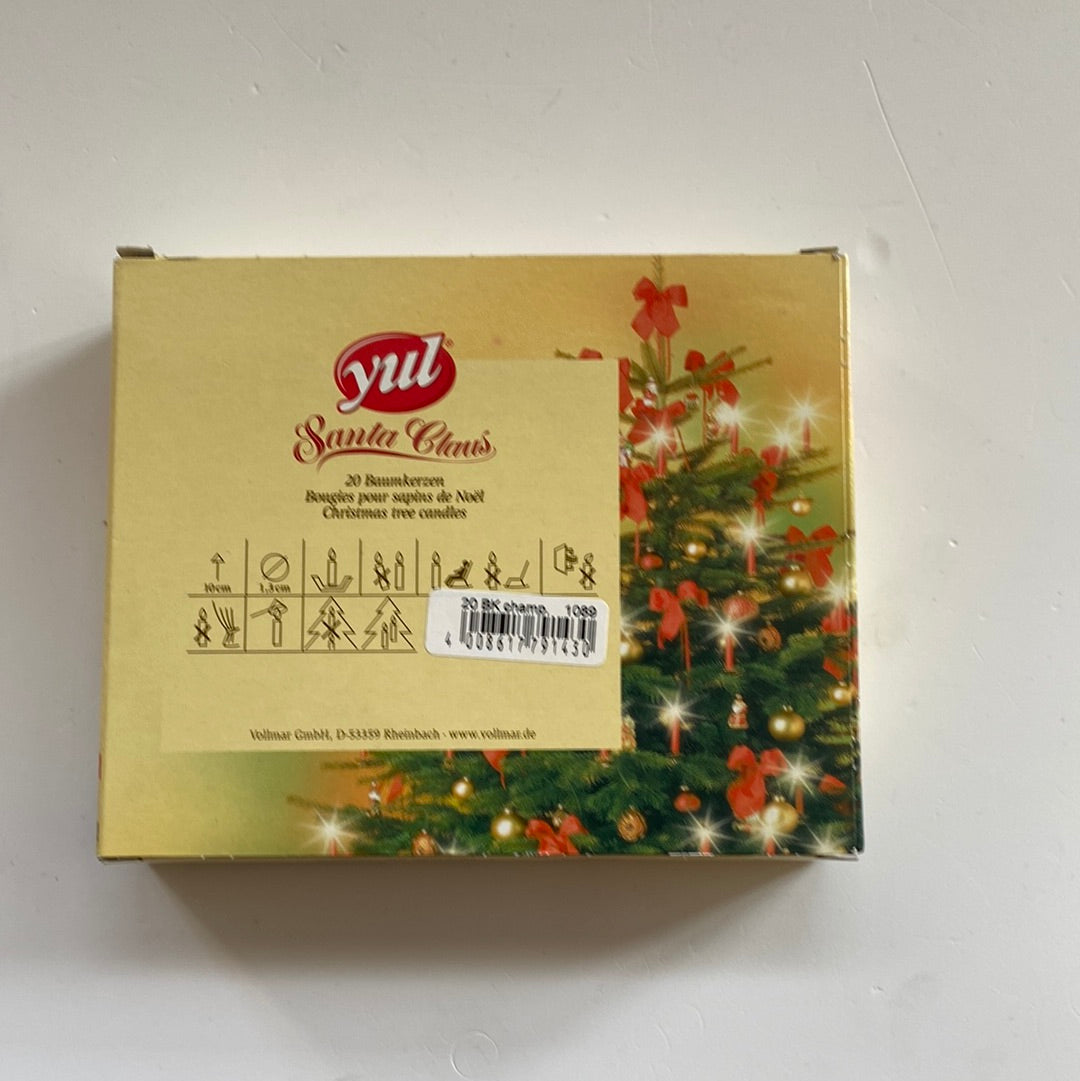 yul®
Santa Claus
20 Baumkerzen
Bougies pour sapins de Noël
Christmas tree candles
10cm 1,3cm
20 BK champ. 1089
4 003617 791430
Vollmar GmbH, D-53359 Rheinbach · www.vollmar.de